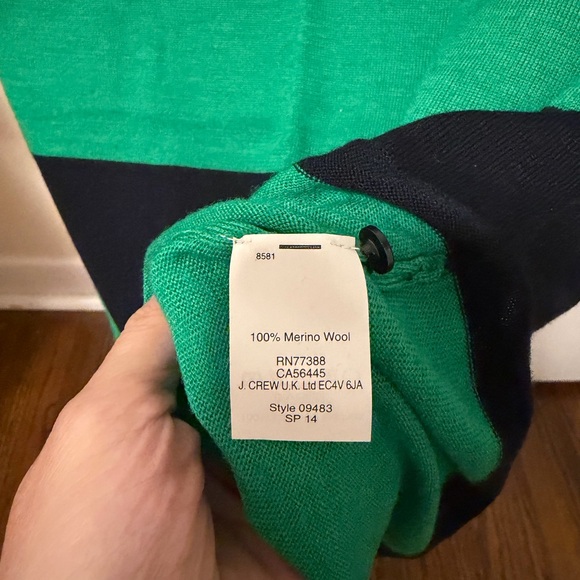 8581
100% Merino Wool
RN77388
CA56445
J. CREW U.K. Ltd EC4V 6JA
Style 09483
SP 14